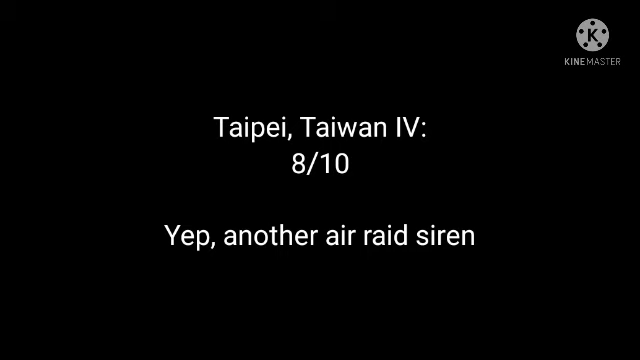 K
KINEMASTER
Taipei, Taiwan IV:
8/10
Yep, another air raid siren